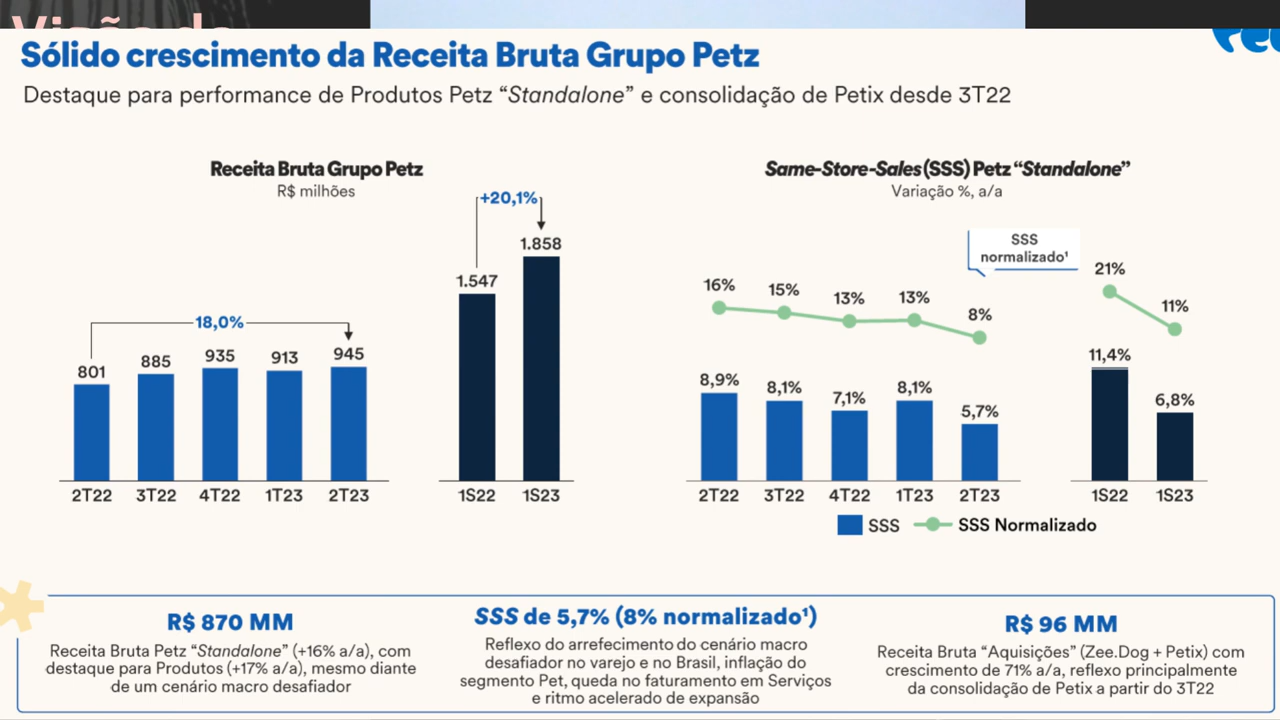 Sólido crescimento da Receita Bruta Grupo Petz
Destaque para performance de Produtos Petz “Standalone” e consolidação de Petix desde 3T22
Receita Bruta Grupo Petz
R$ milhões
+20,1%
1.858
1.547
18,0%
801
885
935
913
945
2T22
3T22
4T22
1T23
2T23
1S22
1S23
Same-Store-Sales (SSS) Petz “Standalone”
Variação %, a/a
SSS
normalizado¹
16%
15%
13%
13%
8%
21%
11%
8,9%
8,1%
7,1%
8,1%
5,7%
11,4%
6,8%
2T22
3T22
4T22
1T23
2T23
1S22
1S23
SSS
SSS Normalizado
R$ 870 MM
Receita Bruta Petz “Standalone” (+16% a/a), com
destaque para Produtos (+17% a/a), mesmo diante
de um cenário macro desafiador
SSS de 5,7% (8% normalizado¹)
Reflexo do arrefecimento do cenário macro
desafiador no varejo e no Brasil, inflação do
segmento Pet, queda no faturamento em Serviços
e ritmo acelerado de expansão
R$ 96 MM
Receita Bruta “Aquisições” (Zee.Dog + Petix) com
crescimento de 71% a/a, reflexo principalmente
da consolidação de Petix a partir do 3T22